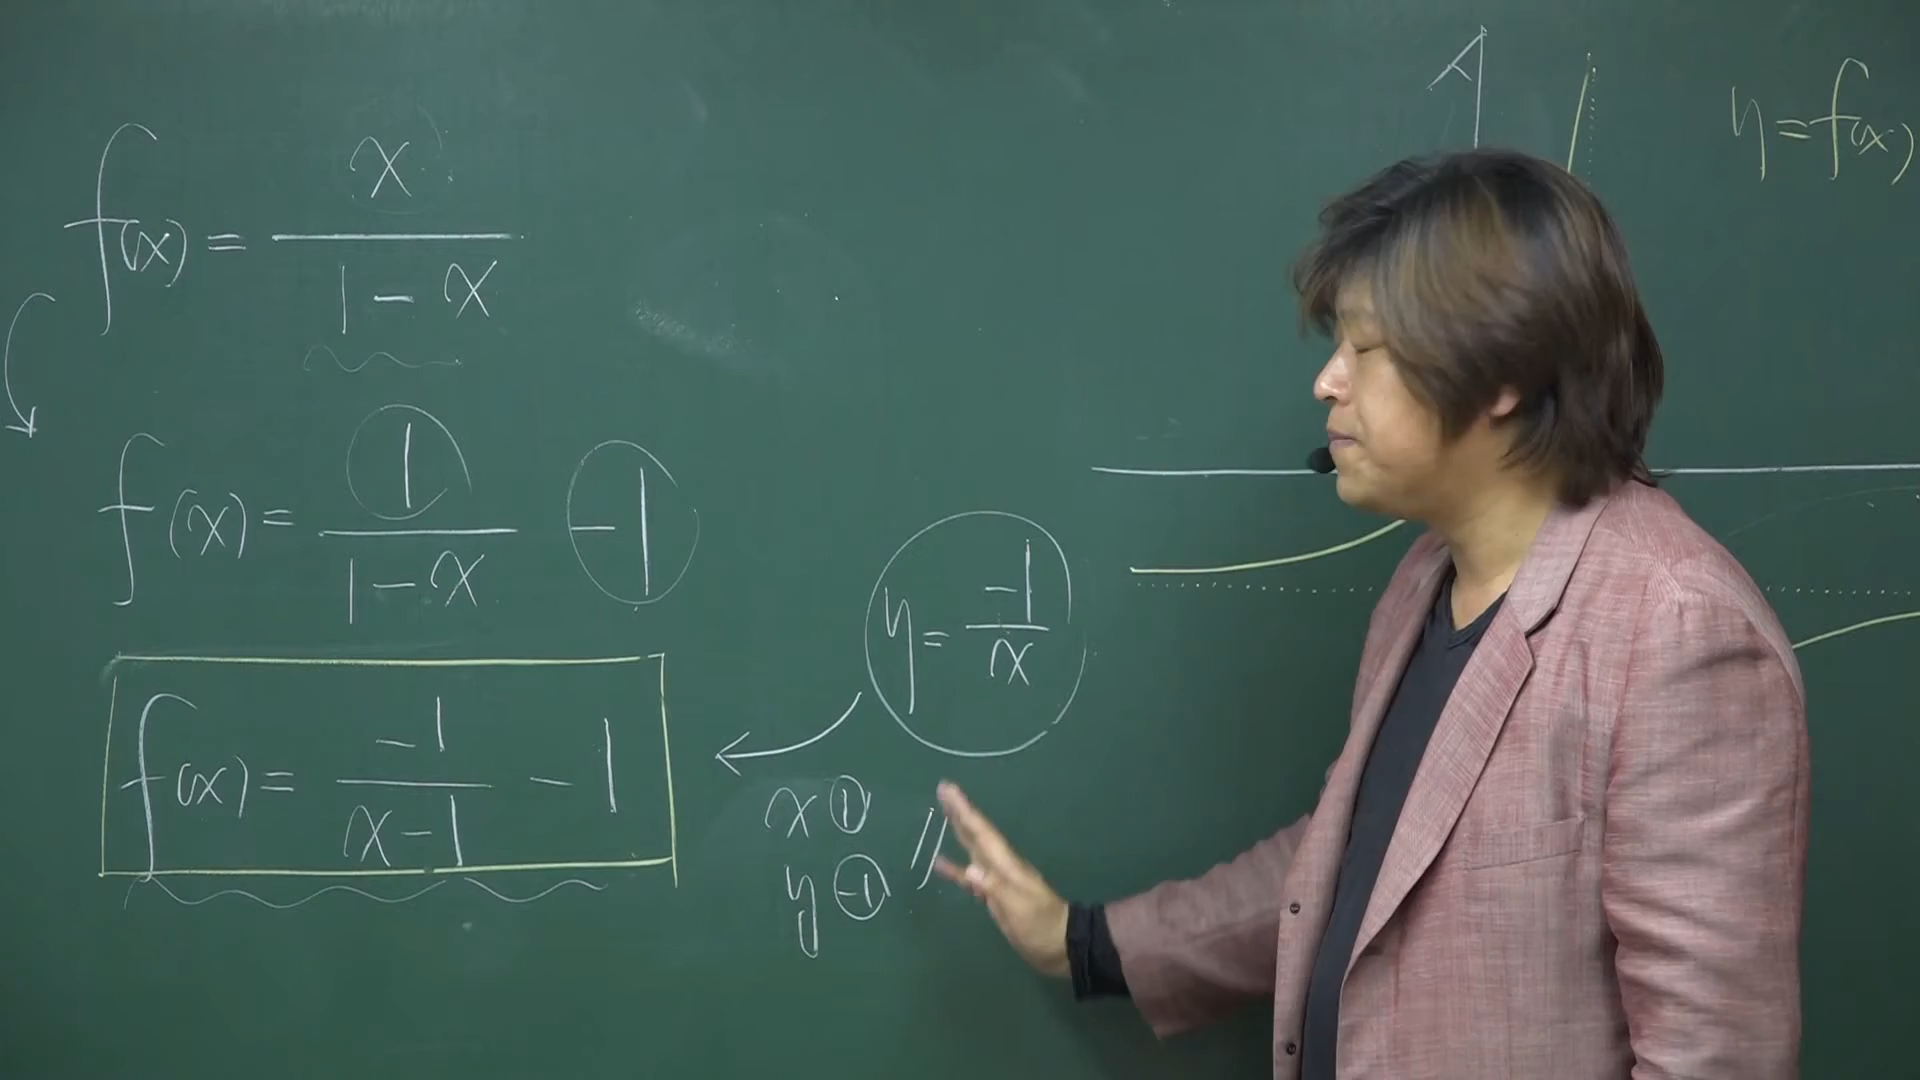 f(x) = x / (1 - x)
f(x) = 1 / (1 - x) - 1
f(x) = -1 / (x - 1) - 1
y = -1 / x
x ①
y ⊖1
y = f(x)